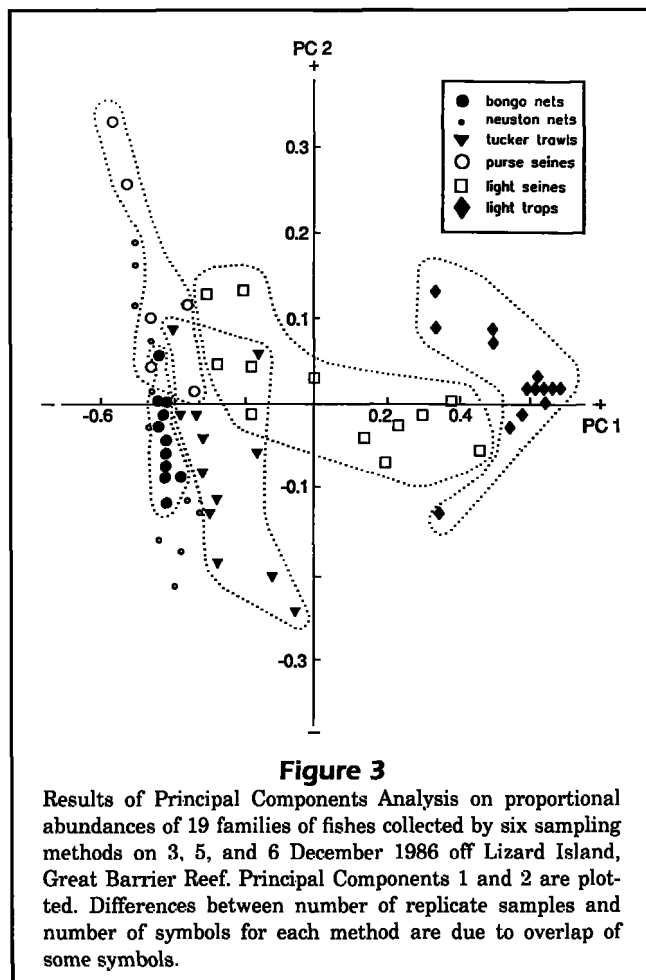 PC 2
+
bongo nets
neuston nets
tucker trawls
purse seines
light seines
light traps
0.3
0.2
0.1
-0.6
0.2
0.4
+
PC 1
-0.1
-0.3
Figure 3
Results of Principal Components Analysis on proportional
abundances of 19 families of fishes collected by six sampling
methods on 3, 5, and 6 December 1986 off Lizard Island,
Great Barrier Reef. Principal Components 1 and 2 are plot-
ted. Differences between number of replicate samples and
number of symbols for each method are due to overlap of
some symbols.